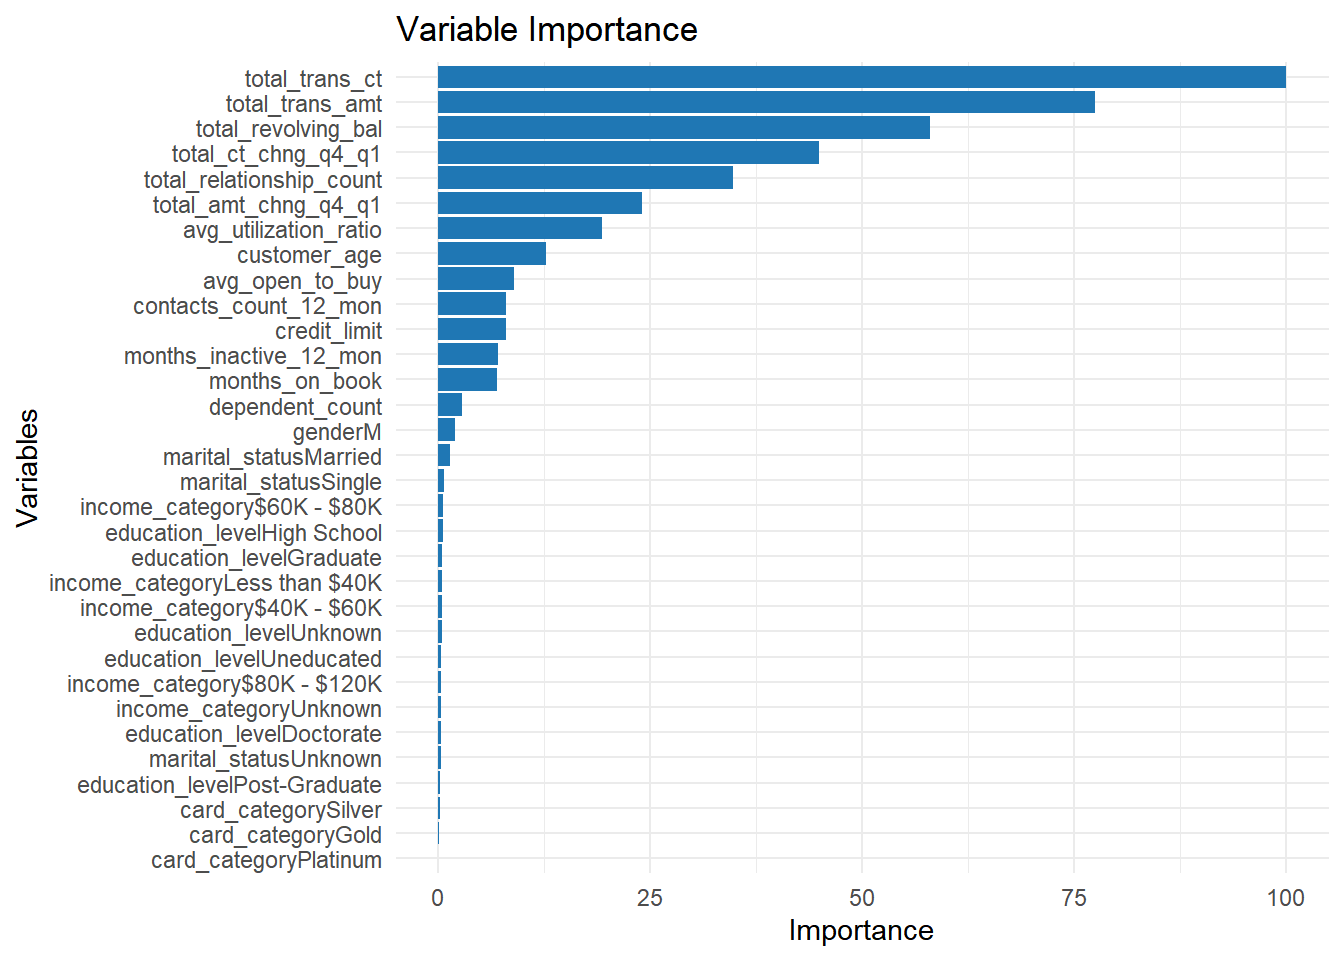 Variable Importance
total_trans_ct
total_trans_amt
total_revolving_bal
total_ct_chng_q4_q1
total_relationship_count
total_amt_chng_q4_q1
avg_utilization_ratio
customer_age
avg_open_to_buy
contacts_count_12_mon
credit_limit
months_inactive_12_mon
months_on_book
dependent_count
genderM
marital_statusMarried
marital_statusSingle
income_category$60K - $80K
education_levelHigh School
education_levelGraduate
income_categoryLess than $40K
income_category$40K - $60K
education_levelUnknown
education_levelUneducated
income_category$80K - $120K
income_categoryUnknown
education_levelDoctorate
marital_statusUnknown
education_levelPost-Graduate
card_categorySilver
card_categoryGold
card_categoryPlatinum
Variables
0 25 50 75 100
Importance